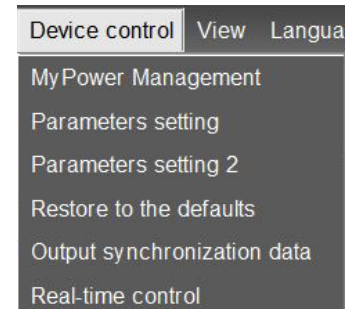 Device control View Langua
MyPower Management
Parameters setting
Parameters setting 2
Restore to the defaults
Output synchronization data
Real-time control